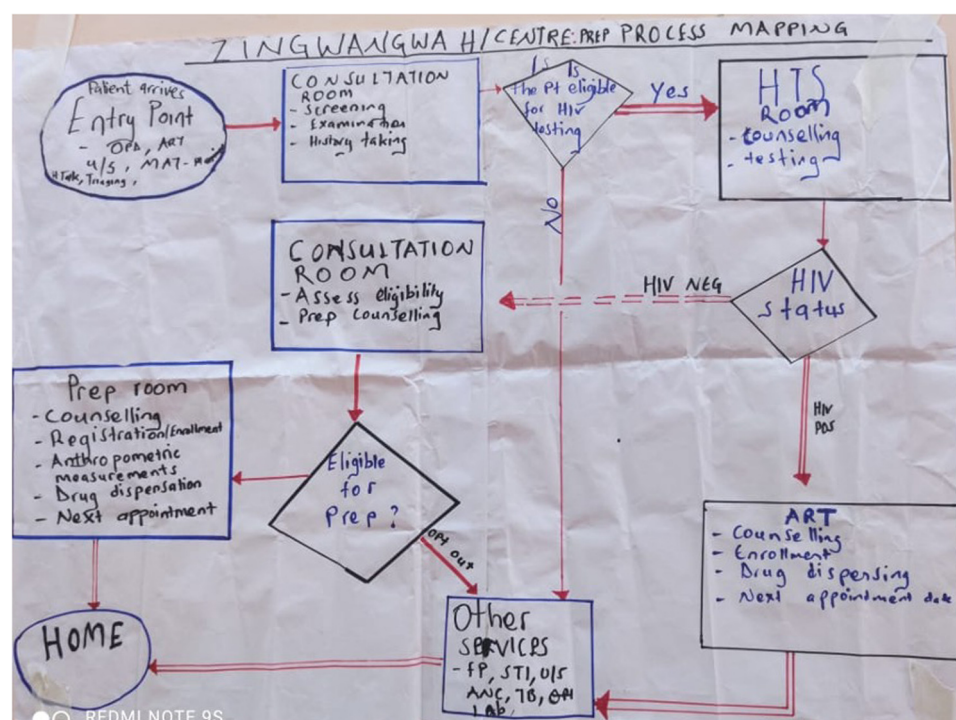 ZINGWANGWA H/CENTRE: PREP PROCESS MAPPING
Patient arrives
Entry Point
- OPD, ART
U/S, MAT-
H Talk, Triaging,
CONSULTATION
ROOM
- Screening
- Examination
- History taking
Is Is
The Pt eligible
for HIV
testing
Yes
NO
HTS
ROOM
- Counselling
- testing
HIV
status
HIV NEG
HIV
POS
CONSULTATION
ROOM
- Assess eligibility
- Prep Counselling
Eligible
for
Prep?
OPT OUT
Prep room
- Counselling
- Registration/Enrollment
- Anthropometric
measurements
- Drug dispensation
- Next appointment
HOME
Other
SERVICES
- FP, STI, U/S
ANC, TB,
LAB
ART
- Counselling
- Enrollment
- Drug dispensing
- Next appointment date
REDMI NOTE 9S